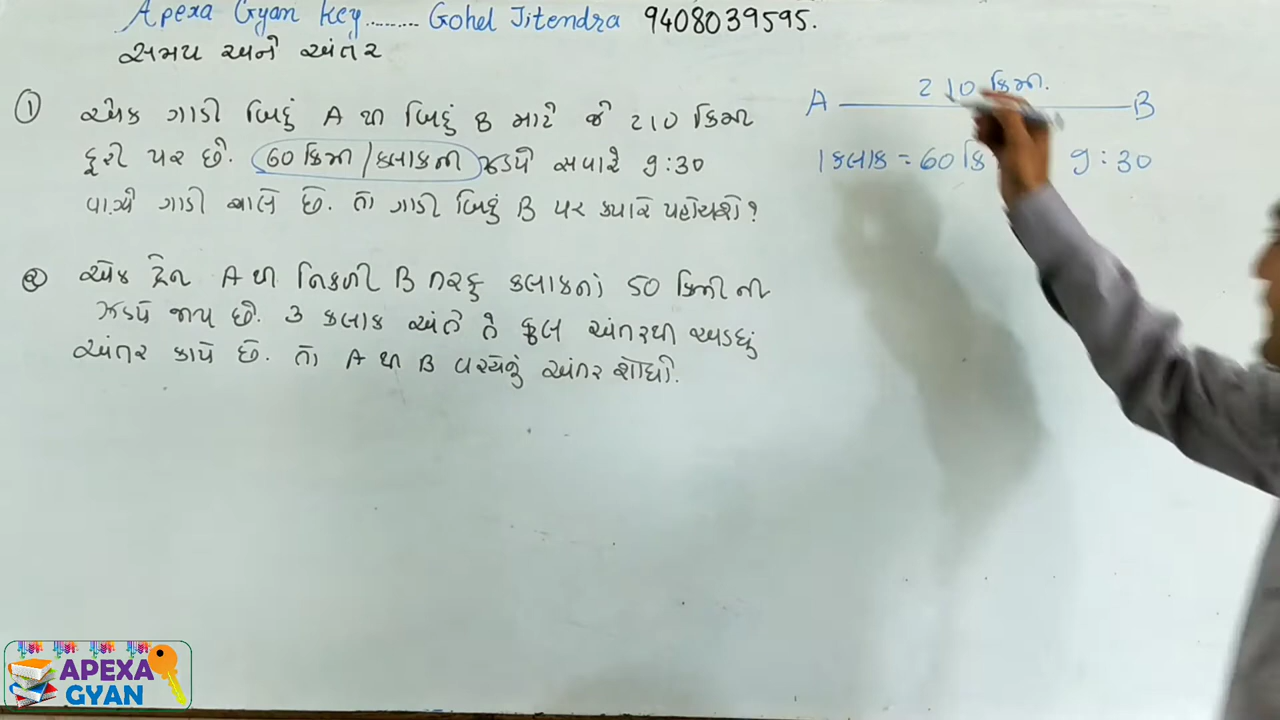 Apexa Gyan Key......... Gohel Jitendra 9408039595.
સમય અને અંતર
① એક ગાડી બિંદુ A થી બિંદુ B માટે જે 210 કિમી
દૂરી પર છે. 60 કિમી/કલાકની ઝડપે સવારે 9:30
વાગ્યે ગાડી ચાલે છે. તો ગાડી બિંદુ B પર ક્યારે પહોંચશે?
② એક ટ્રેન A થી નિકળી B તરફ કલાકનાં 50 કિમી ની
ઝડપે જાય છે. 3 કલાક અંતે તે કુલ અંતરથી અડધું
અંતર કાપે છે. તો A થી B વચ્ચેનું અંતર શોધો.
A 210 કિમી. B
1 કલાક = 60 કિ 9:30
APEXA
GYAN